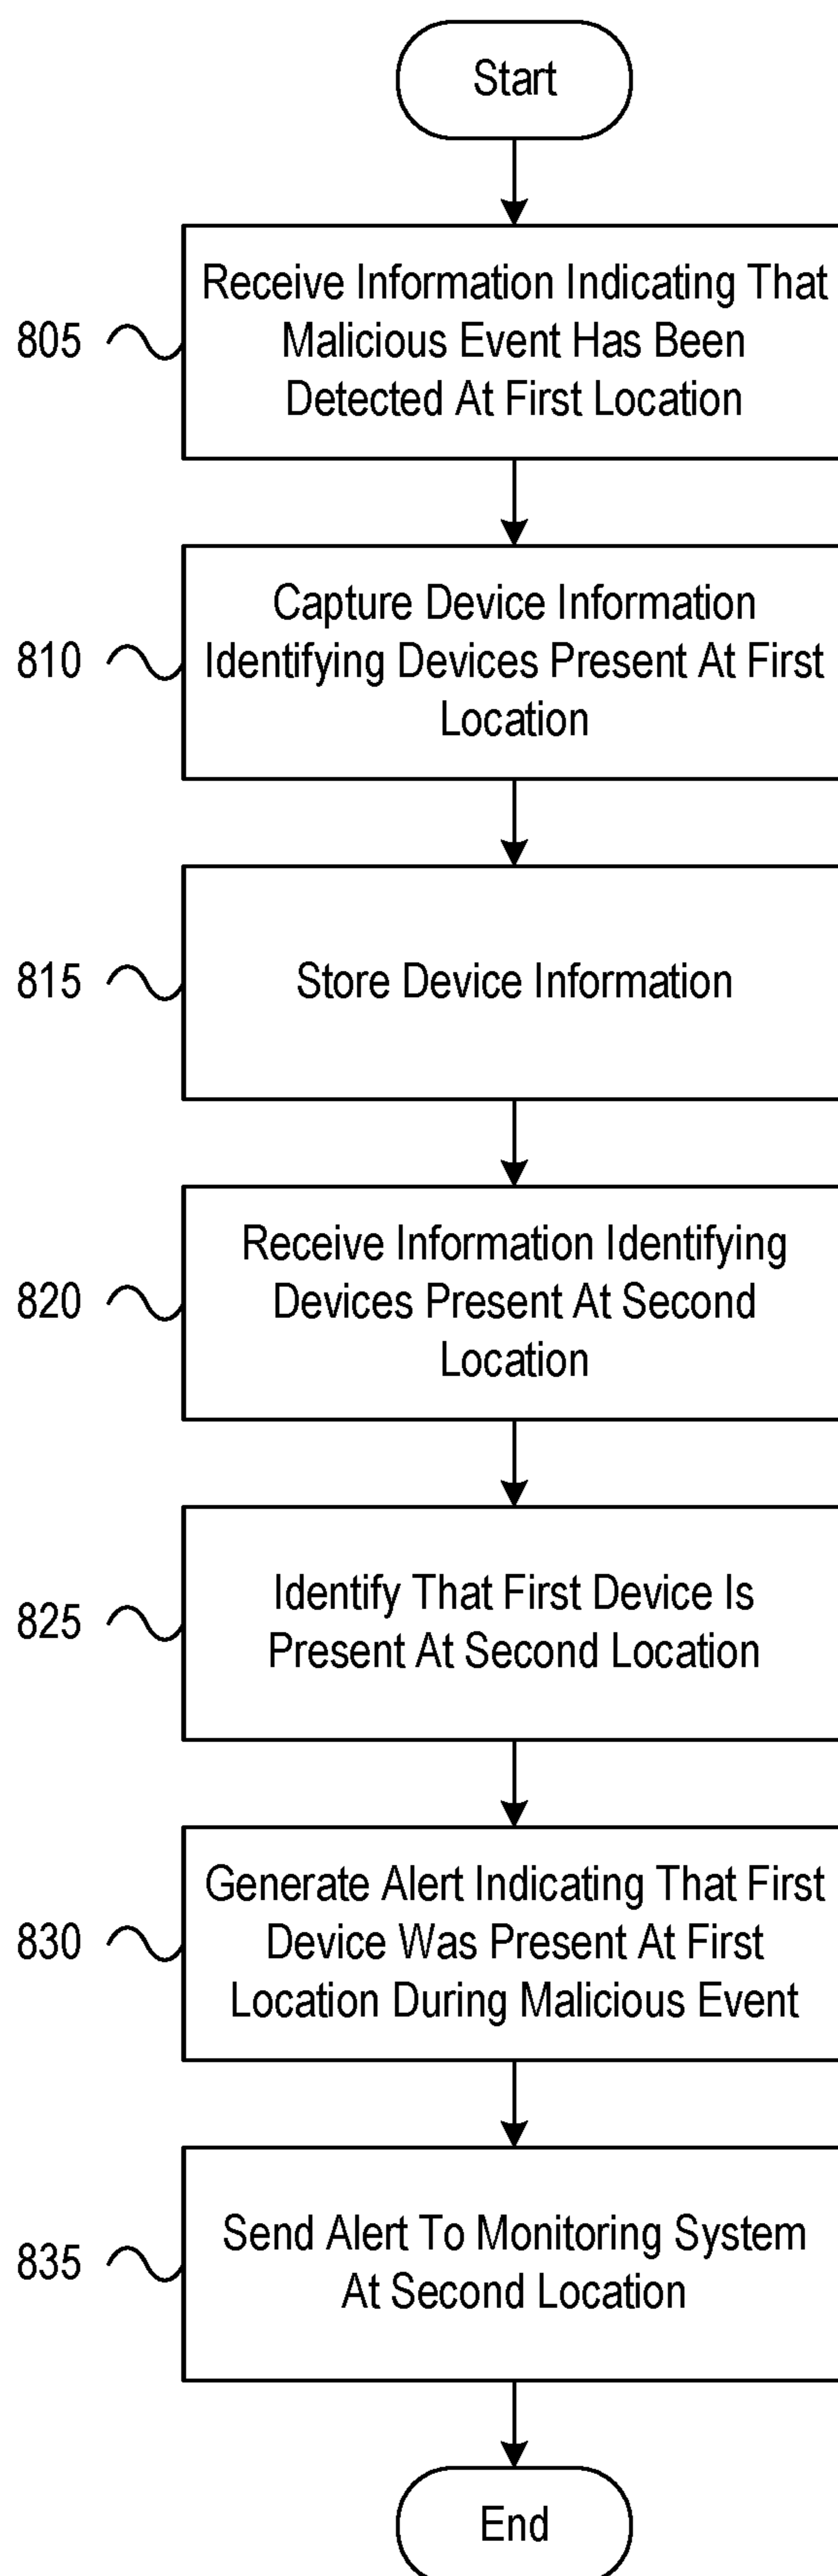 Start
805
Receive Information Indicating That
Malicious Event Has Been
Detected At First Location
810
Capture Device Information
Identifying Devices Present At First
Location
815
Store Device Information
820
Receive Information Identifying
Devices Present At Second
Location
825
Identify That First Device Is
Present At Second Location
830
Generate Alert Indicating That First
Device Was Present At First
Location During Malicious Event
835
Send Alert To Monitoring System
At Second Location
End